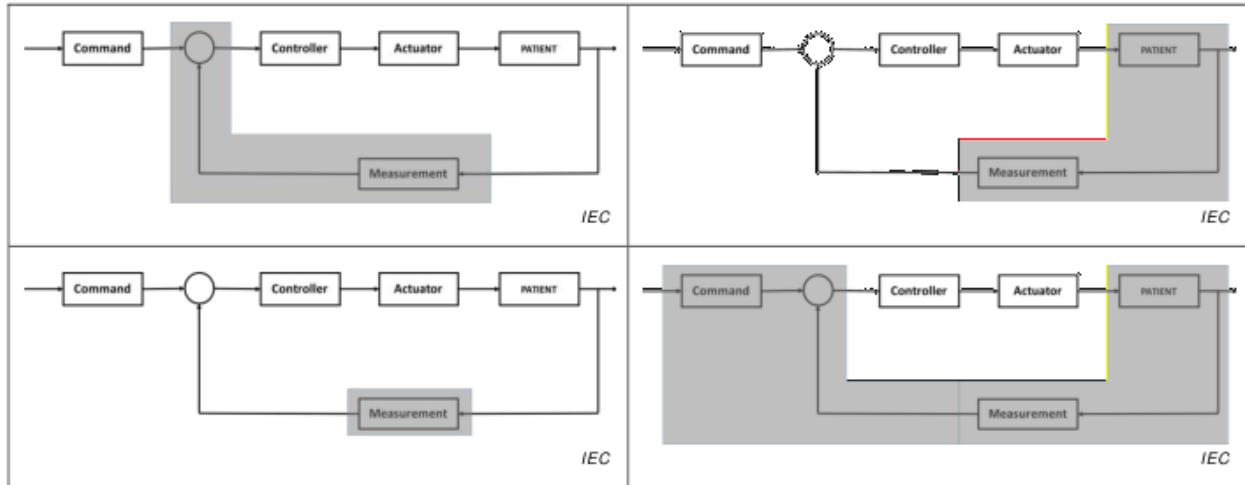 Command Controller Actuator PATIENT
Measurement
IEC
Command Controller Actuator PATIENT
Measurement
IEC
Command Controller Actuator PATIENT
Measurement
IEC
Command Controller Actuator PATIENT
Measurement
IEC